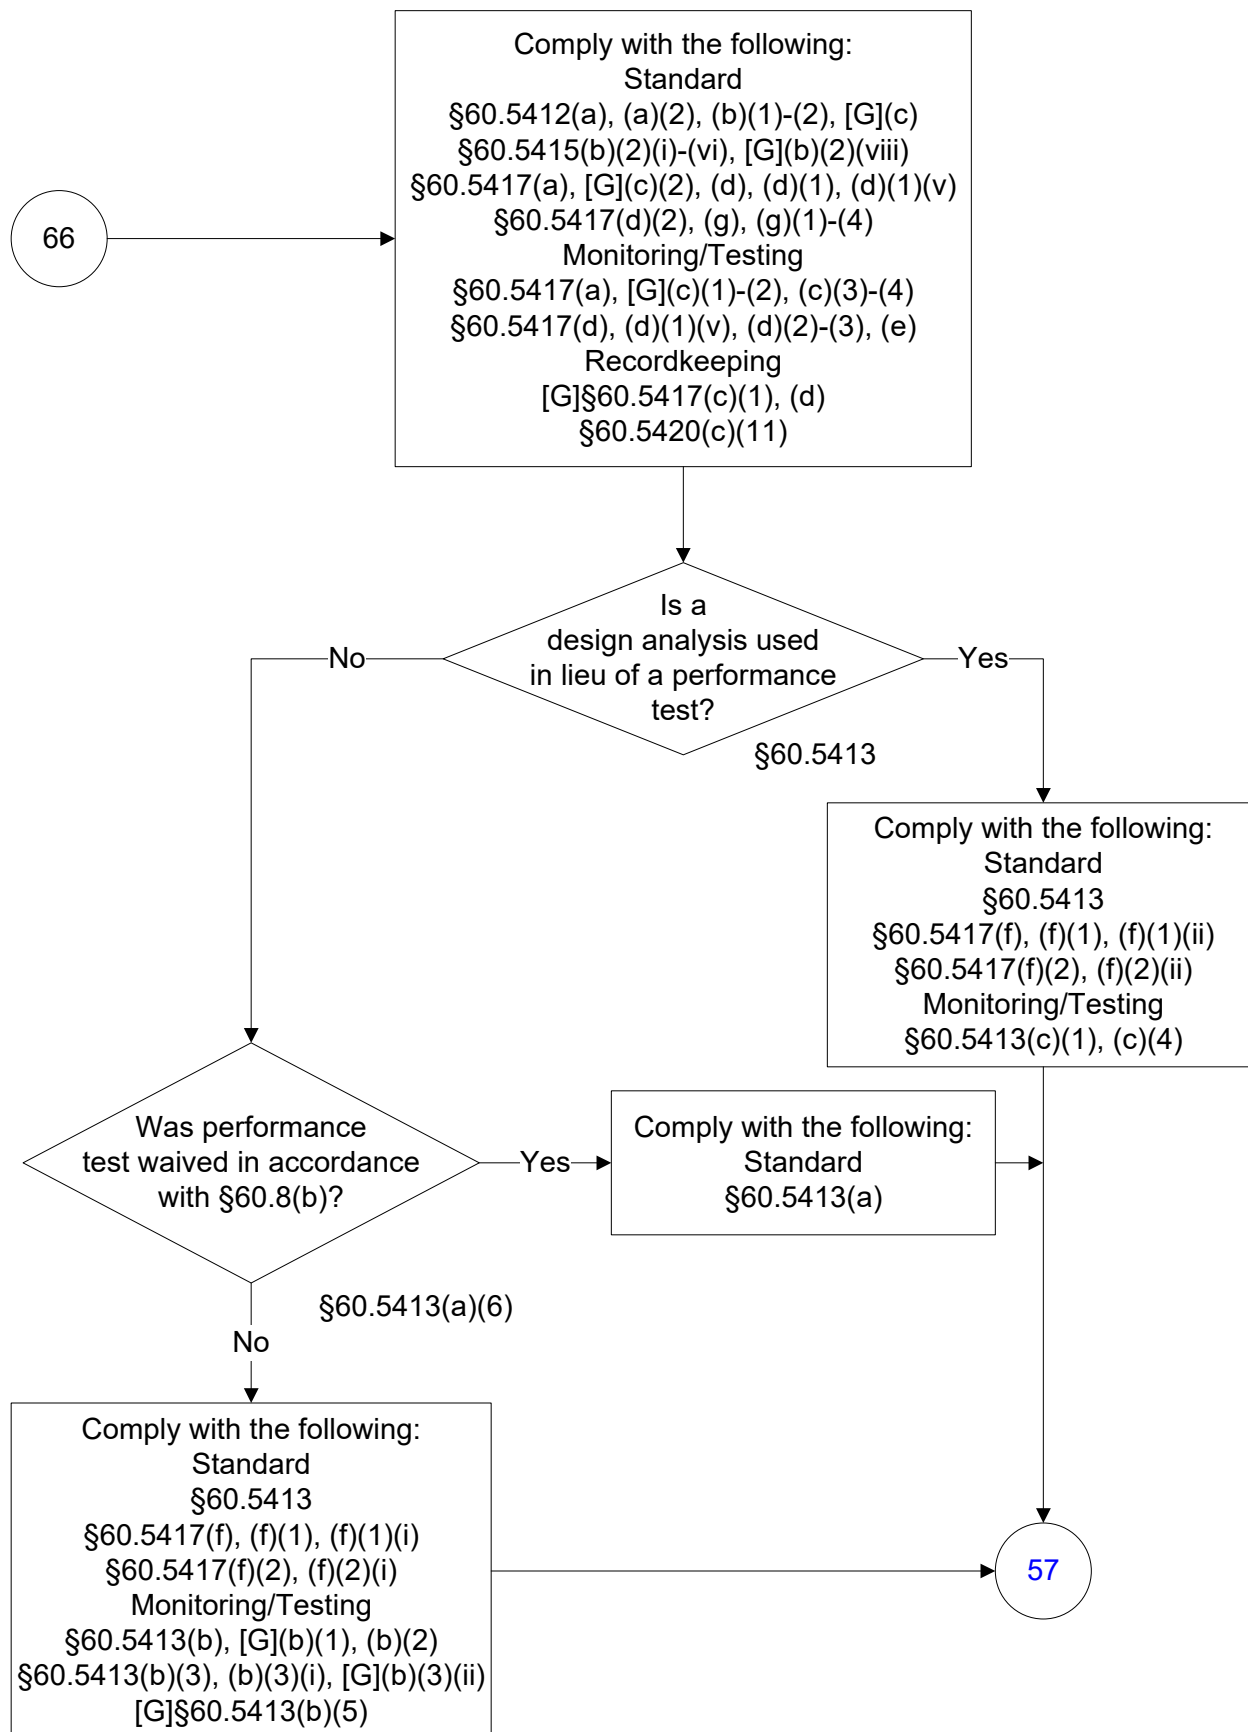 Comply with the following:
Standard
§60.5412(a), (a)(2), (b)(1)-(2), [G](c)
§60.5415(b)(2)(i)-(vi), [G](b)(2)(viii)
§60.5417(a), [G](c)(2), (d), (d)(1), (d)(1)(v)
§60.5417(d)(2), (g), (g)(1)-(4)
Monitoring/Testing
§60.5417(a), [G](c)(1)-(2), (c)(3)-(4)
§60.5417(d), (d)(1)(v), (d)(2)-(3), (e)
Recordkeeping
[G]§60.5417(c)(1), (d)
§60.5420(c)(11)
66
Is a
design analysis used
in lieu of a performance
test?
No
Yes
§60.5413
Comply with the following:
Standard
§60.5413
§60.5417(f), (f)(1), (f)(1)(ii)
§60.5417(f)(2), (f)(2)(ii)
Monitoring/Testing
§60.5413(c)(1), (c)(4)
Was performance
test waived in accordance
with §60.8(b)?
Yes
Comply with the following:
Standard
§60.5413(a)
§60.5413(a)(6)
No
Comply with the following:
Standard
§60.5413
§60.5417(f), (f)(1), (f)(1)(i)
§60.5417(f)(2), (f)(2)(i)
Monitoring/Testing
§60.5413(b), [G](b)(1), (b)(2)
§60.5413(b)(3), (b)(3)(i), [G](b)(3)(ii)
[G]§60.5413(b)(5)
57